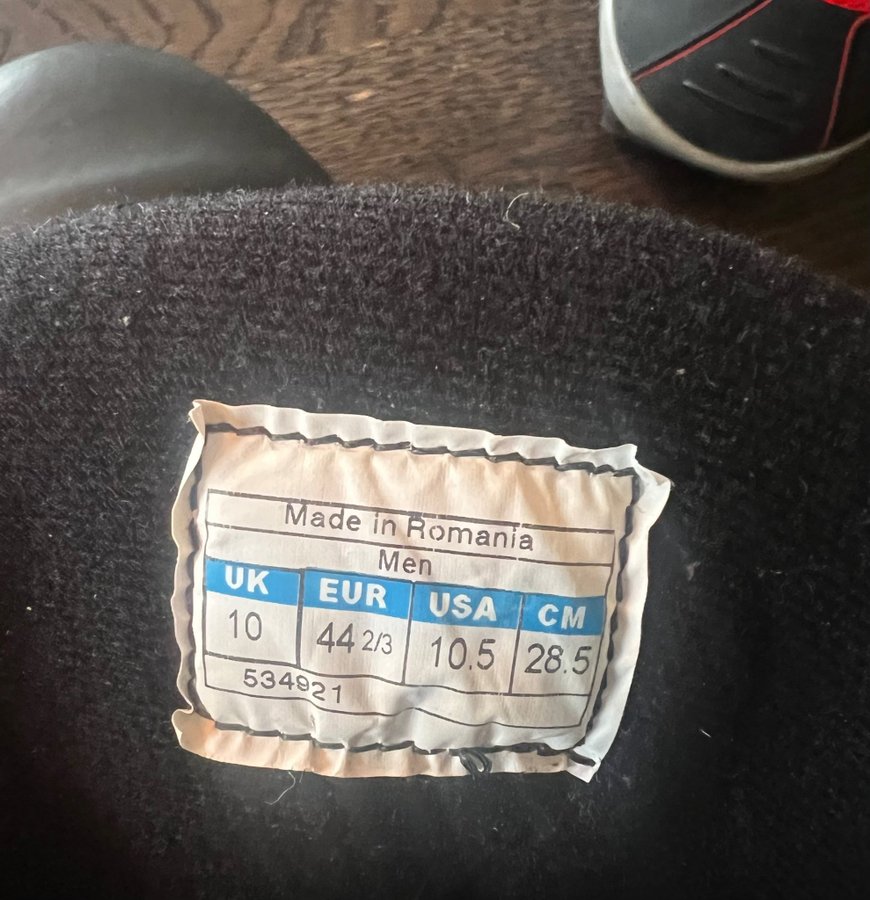 Made in Romania
Men
UK EUR USA CM
10 44 2/3 10.5 28.5
534921